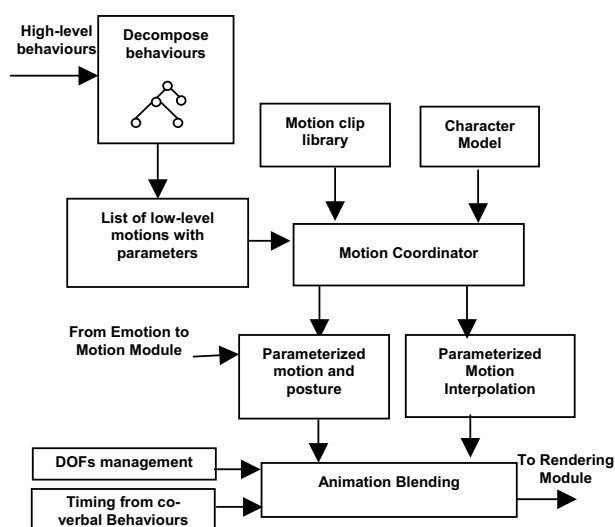 High-level
behaviours
Decompose
behaviours
Motion clip
library
Character
Model
List of low-level
motions with
parameters
Motion Coordinator
From Emotion to
Motion Module
Parameterized
motion and
posture
Parameterized
Motion
Interpolation
DOFs management
Timing from co-
verbal Behaviours
Animation Blending
To Rendering
Module